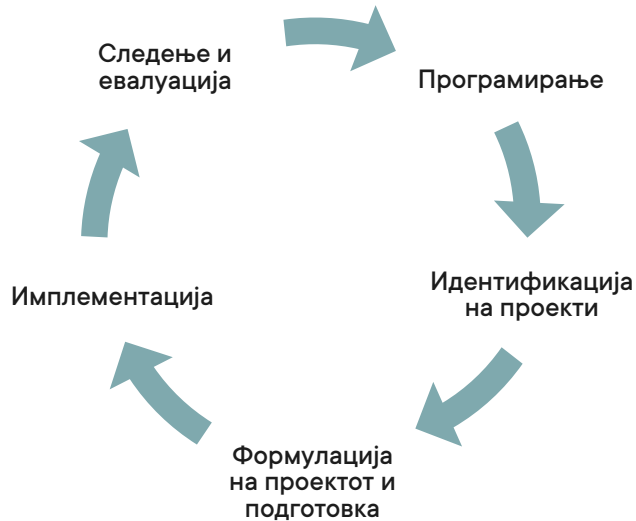 Следење и
евалуација
Програмирање
Идентификација
на проекти
Формулација
на проектот и
подготовка
Имплементација